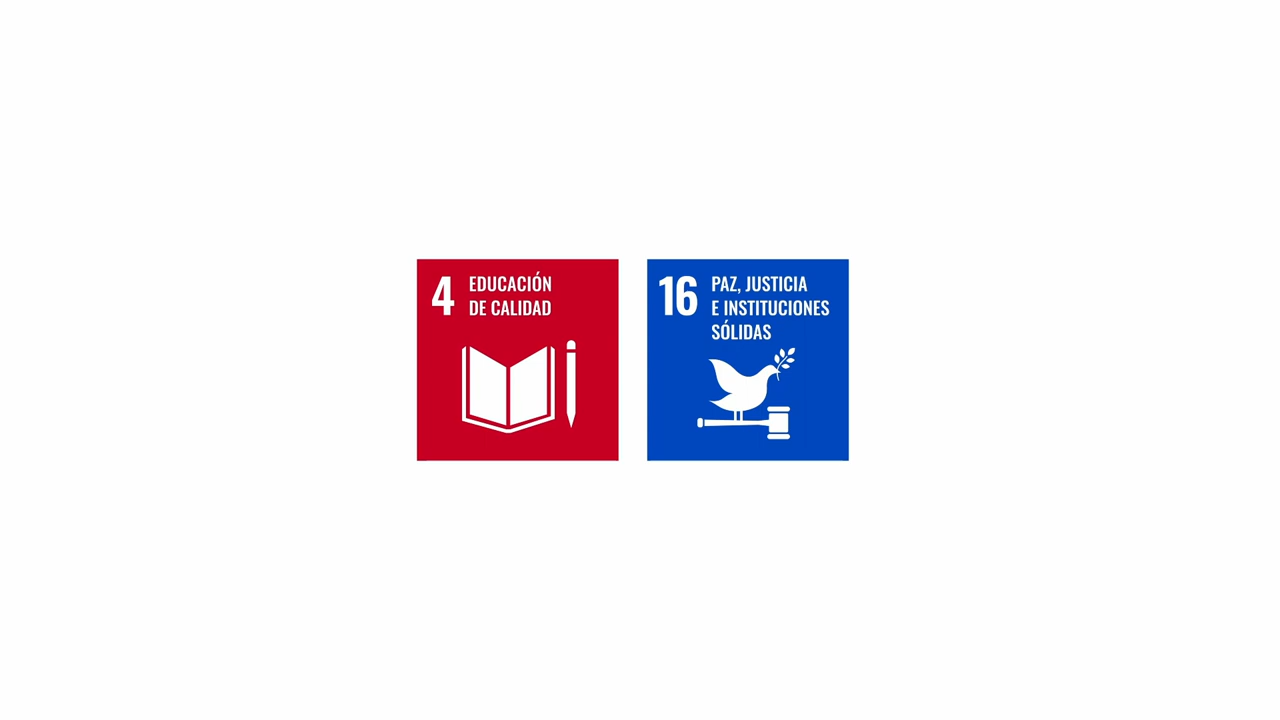 4
EDUCACIÓN
DE CALIDAD
16
PAZ, JUSTICIA
E INSTITUCIONES
SÓLIDAS